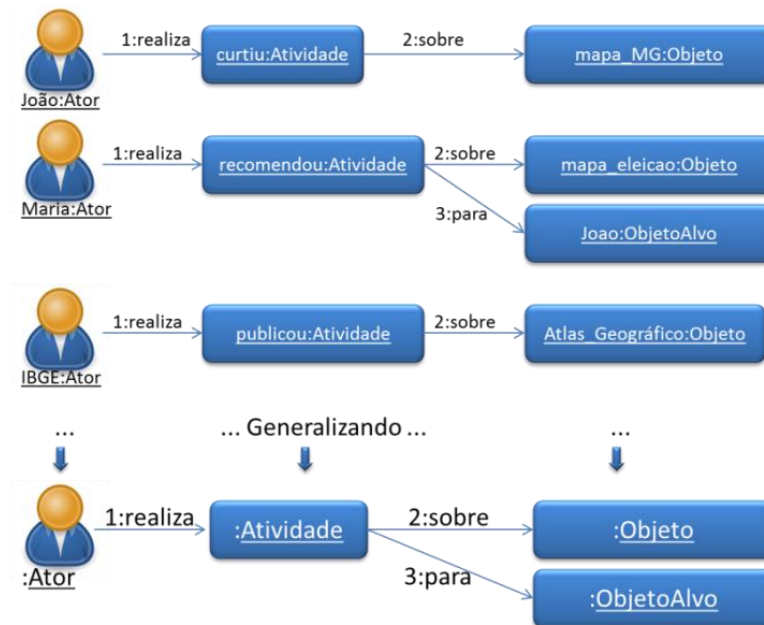 1:realiza
curtiu:Atividade
2:sobre
mapa_MG:Objeto
João:Ator
1:realiza
recomendou:Atividade
2:sobre
mapa_eleicao:Objeto
3:para
Joao:ObjetoAlvo
Maria:Ator
1:realiza
publicou:Atividade
2:sobre
Atlas_Geográfico:Objeto
IBGE:Ator
...
... Generalizando ...
...
1:realiza
:Atividade
2:sobre
:Objeto
3:para
:ObjetoAlvo
:Ator